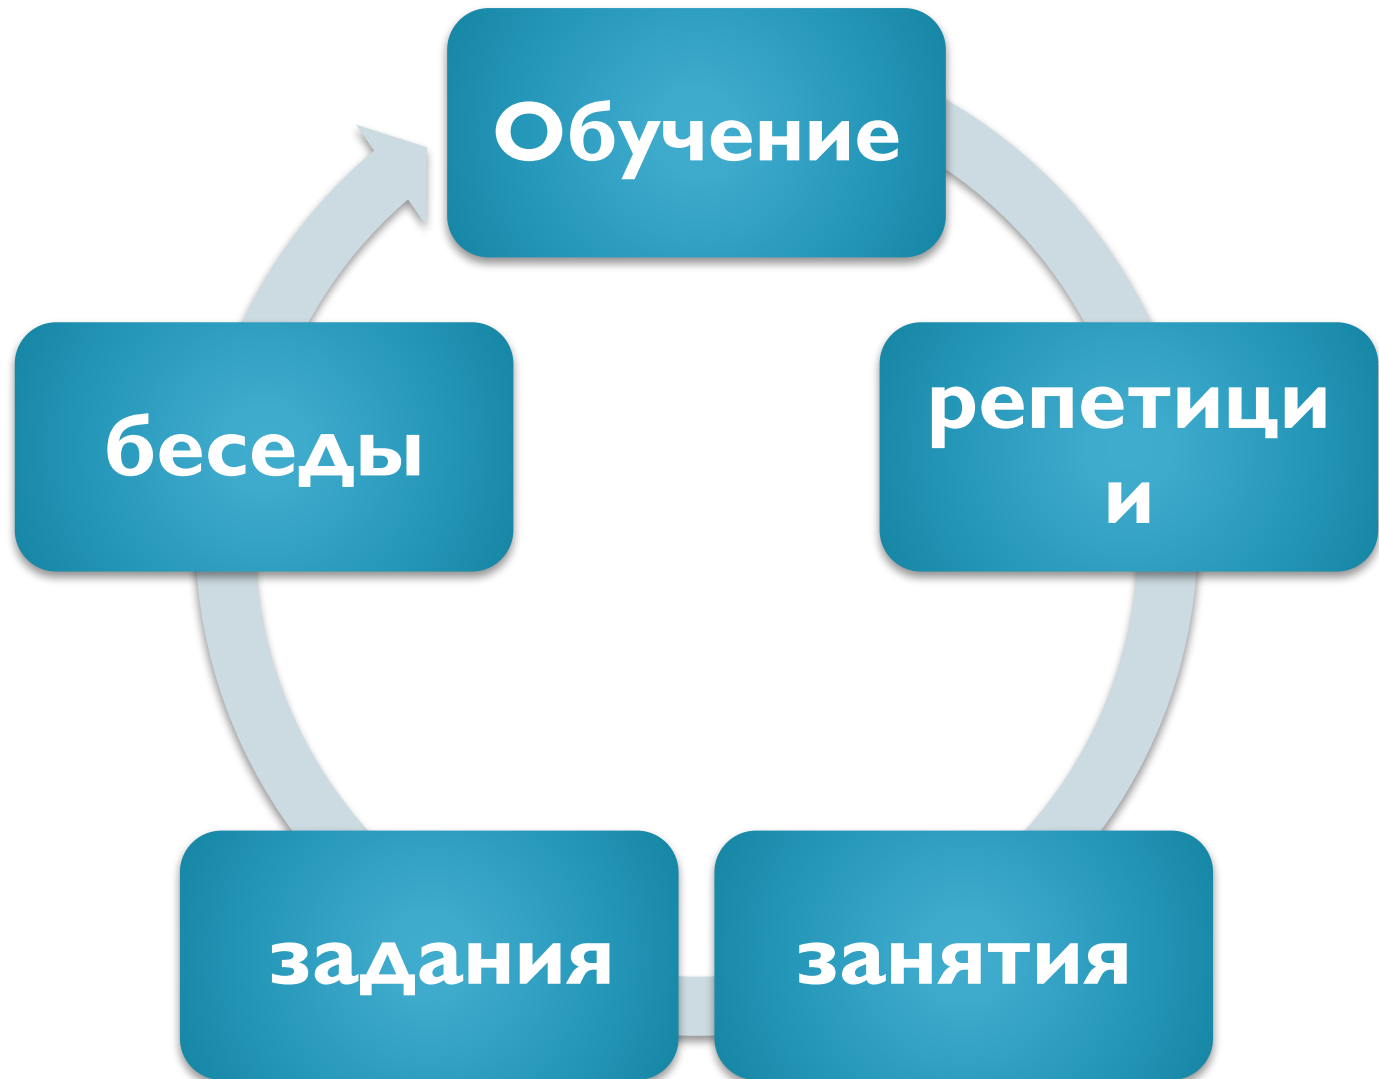 Обучение
репетици
и
занятия
задания
беседы